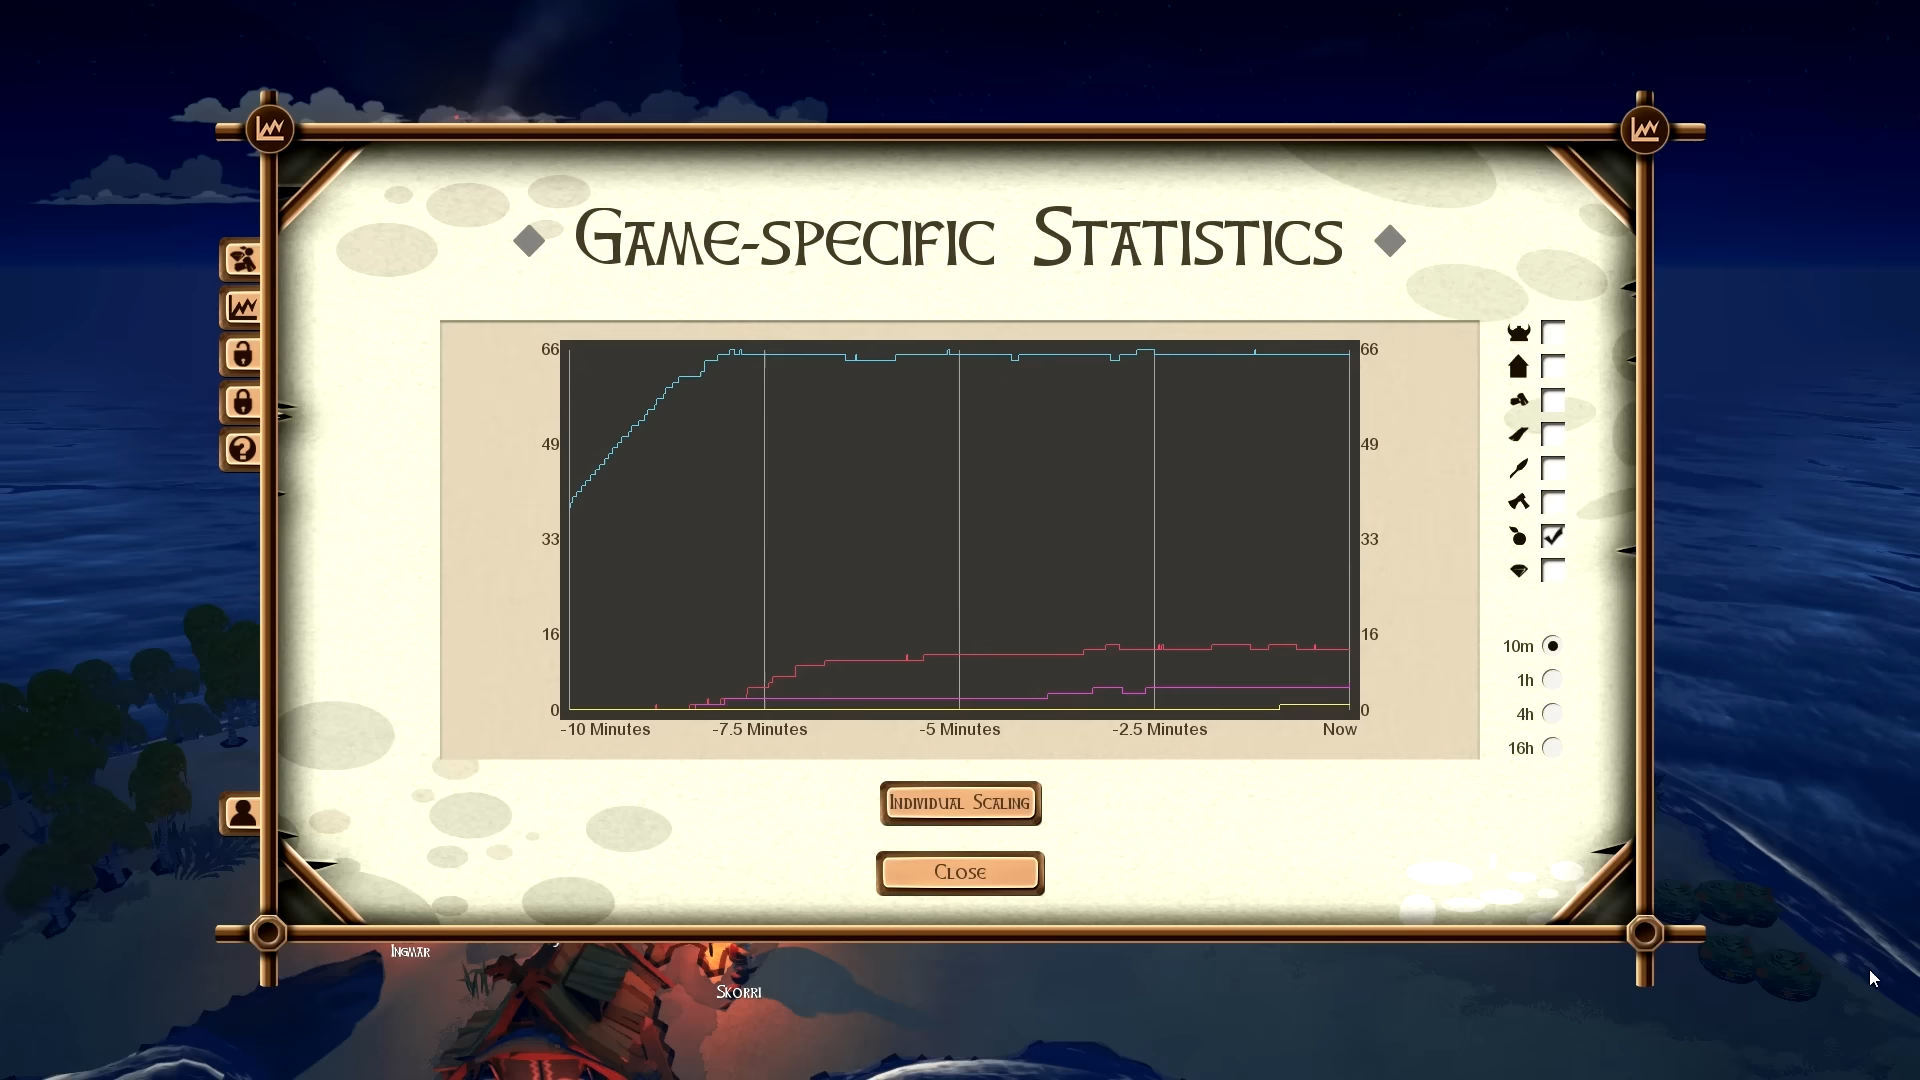 Game-specific Statistics
66 66
49 49
33 33
16 16
0 0
-10 Minutes -7.5 Minutes -5 Minutes -2.5 Minutes Now
10m
1h
4h
16h
Individual Scaling
Close
Ingmar
Skorri